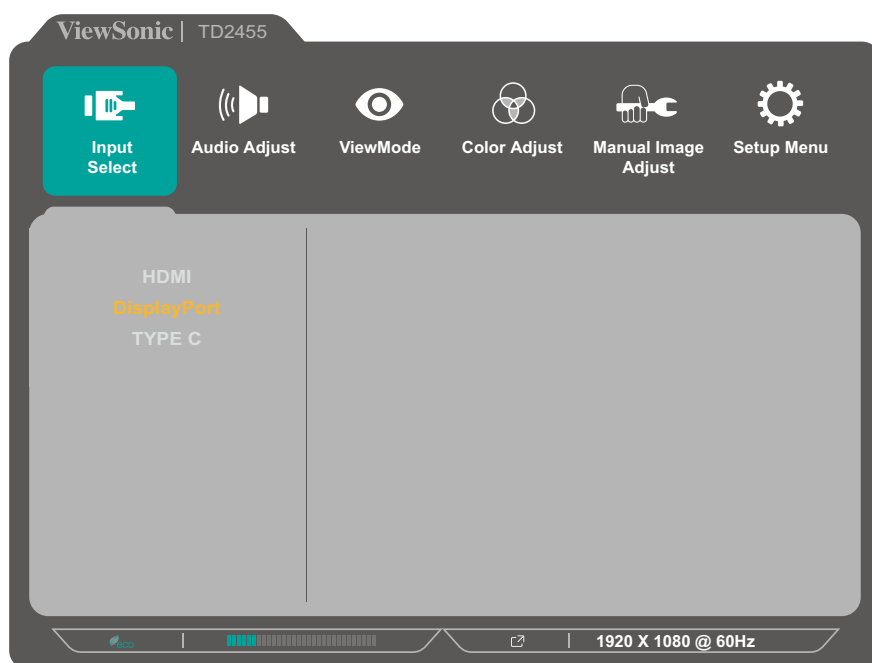 ViewSonic | TD2455
Input
Select
Audio Adjust
ViewMode
Color Adjust
Manual Image
Adjust
Setup Menu
HDMI
DisplayPort
TYPE C
eco
1920 X 1080 @ 60Hz